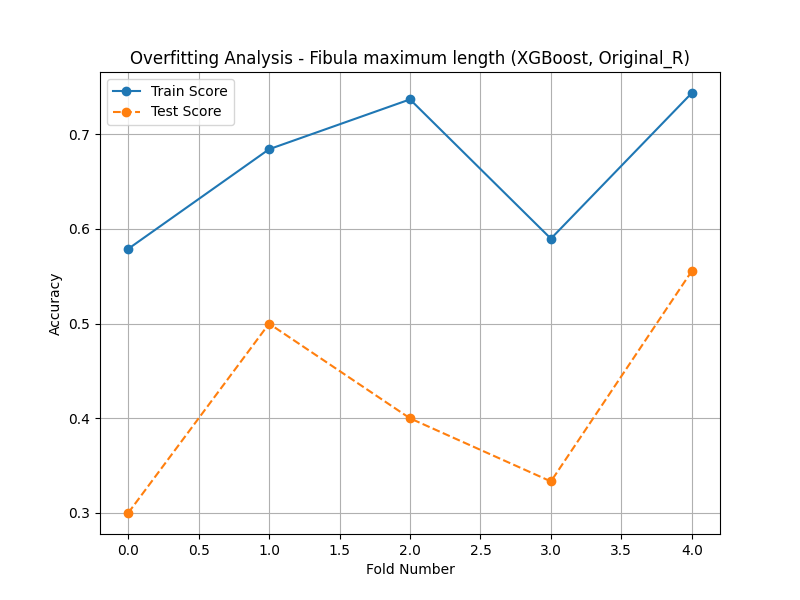 Overfitting Analysis - Fibula maximum length (XGBoost, Original_R)
Train Score
Test Score
0.7
0.6
0.5
0.4
0.3
Accuracy
0.0 0.5 1.0 1.5 2.0 2.5 3.0 3.5 4.0
Fold Number